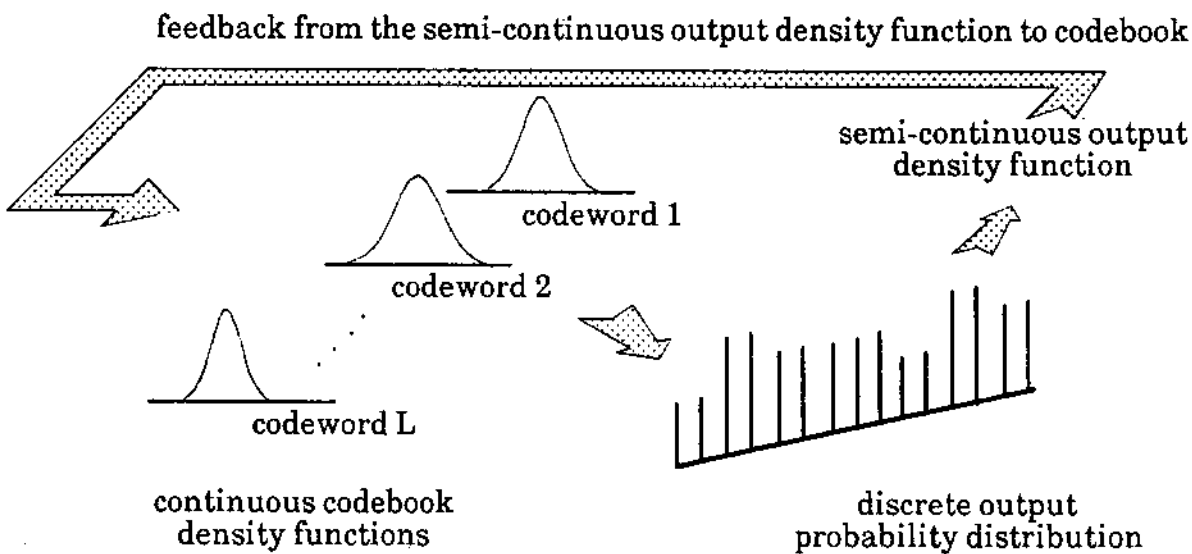 feedback from the semi-continuous output density function to codebook
semi-continuous output
density function
codeword 1
codeword 2
codeword L
continuous codebook
density functions
discrete output
probability distribution